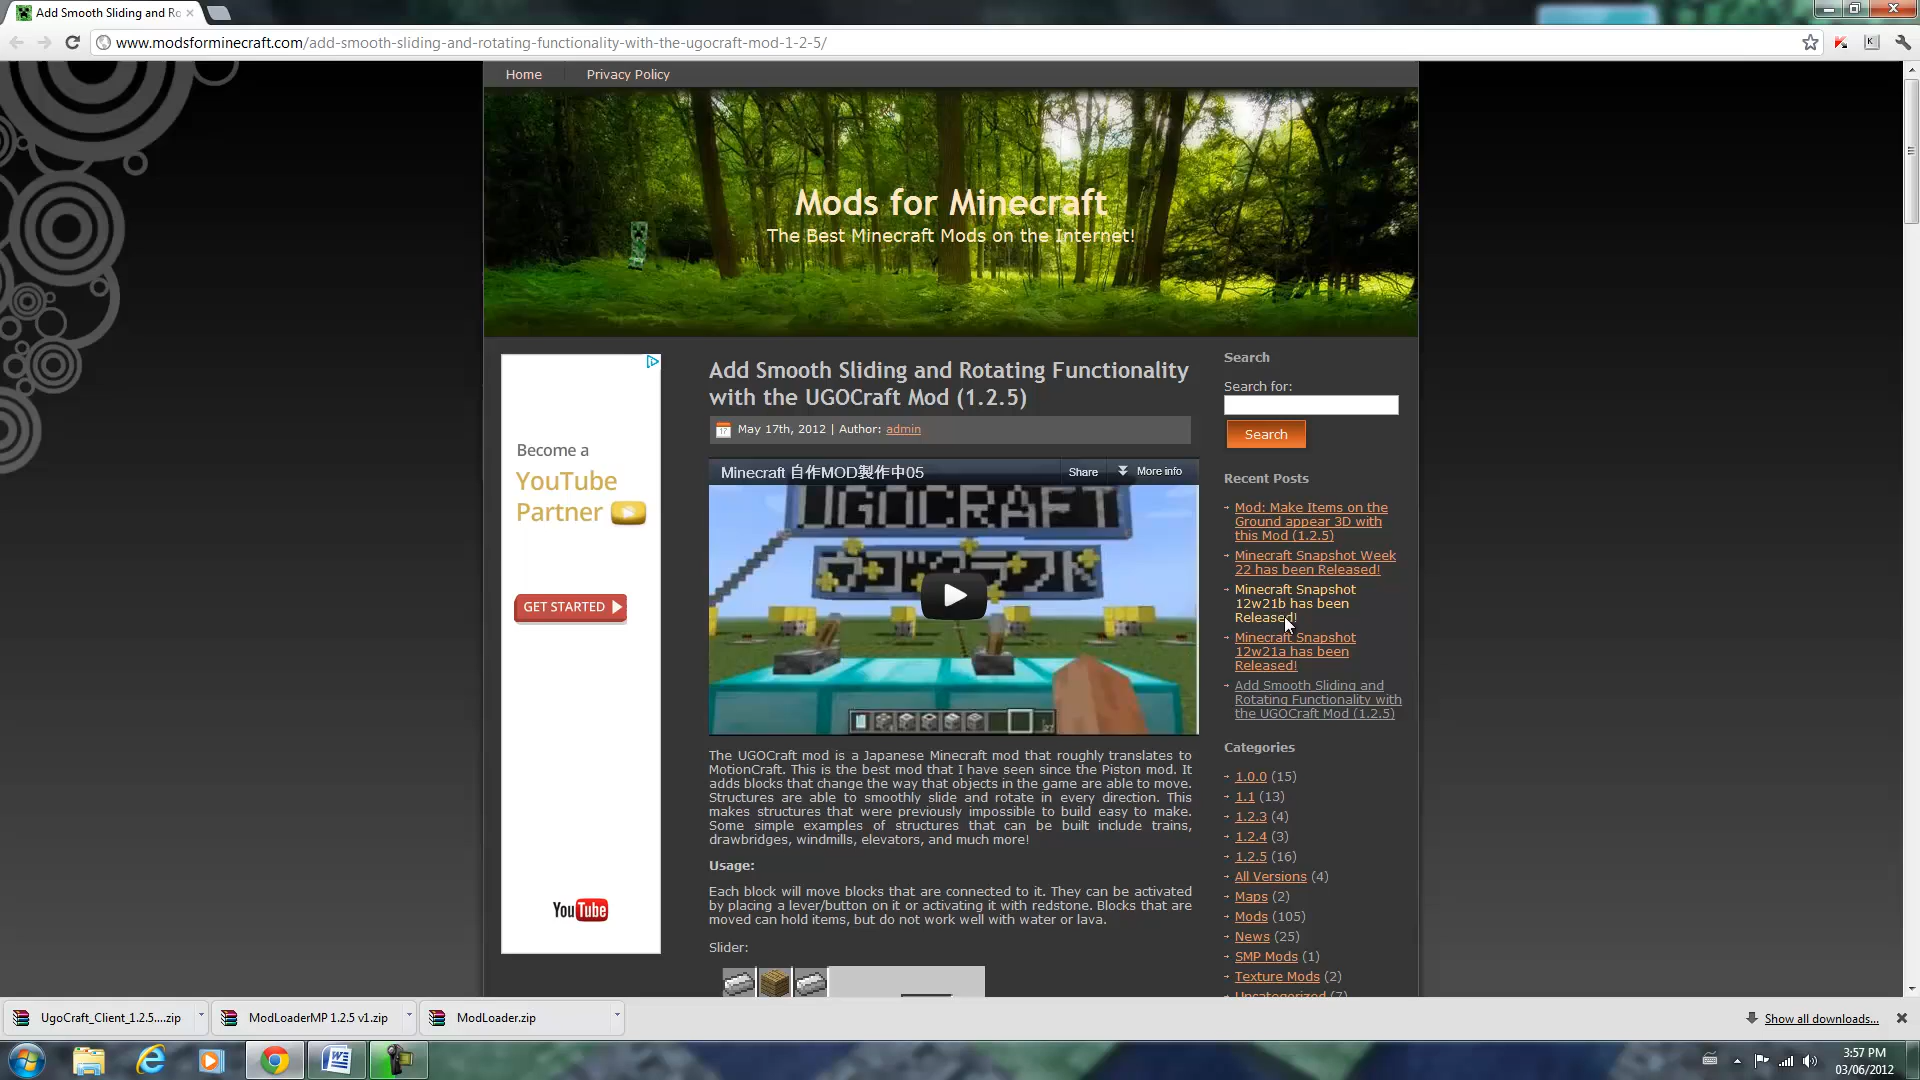 Add Smooth Sliding and Ro
www.modsforminecraft.com/add-smooth-sliding-and-rotating-functionality-with-the-ugocraft-mod-1-2-5/
Home
Privacy Policy
Mods for Minecraft
The Best Minecraft Mods on the Internet!
Become a
YouTube
Partner
GET STARTED
YouTube
Add Smooth Sliding and Rotating Functionality
with the UGOCraft Mod (1.2.5)
17
May 17th, 2012 | Author: admin
Minecraft 自作MOD製作中05
Share
More info
UGOCRAFT
ウゴクラフト
The UGOCraft mod is a Japanese Minecraft mod that roughly translates to
MotionCraft. This is the best mod that I have seen since the Piston mod. It
adds blocks that change the way that objects in the game are able to move.
Structures are able to smoothly slide and rotate in every direction. This
makes structures that were previously impossible to build easy to make.
Some simple examples of structures that can be built include trains,
drawbridges, windmills, elevators, and much more!
Usage:
Each block will move blocks that are connected to it. They can be activated
by placing a lever/button on it or activating it with redstone. Blocks that are
moved can hold items, but do not work well with water or lava.
Slider:
Search
Search for:
Search
Recent Posts
Mod: Make Items on the
Ground appear 3D with
this Mod (1.2.5)
Minecraft Snapshot Week
22 has been Released!
Minecraft Snapshot
12w21b has been
Released!
Minecraft Snapshot
12w21a has been
Released!
Add Smooth Sliding and
Rotating Functionality with
the UGOCraft Mod (1.2.5)
Categories
1.0.0 (15)
1.1 (13)
1.2.3 (4)
1.2.4 (3)
1.2.5 (16)
All Versions (4)
Maps (2)
Mods (105)
News (25)
SMP Mods (1)
Texture Mods (2)
Uncategorized (7)
UgoCraft_Client_1.2.5....zip
ModLoaderMP 1.2.5 v1.zip
ModLoader.zip
Show all downloads...
3:57 PM
03/06/2012